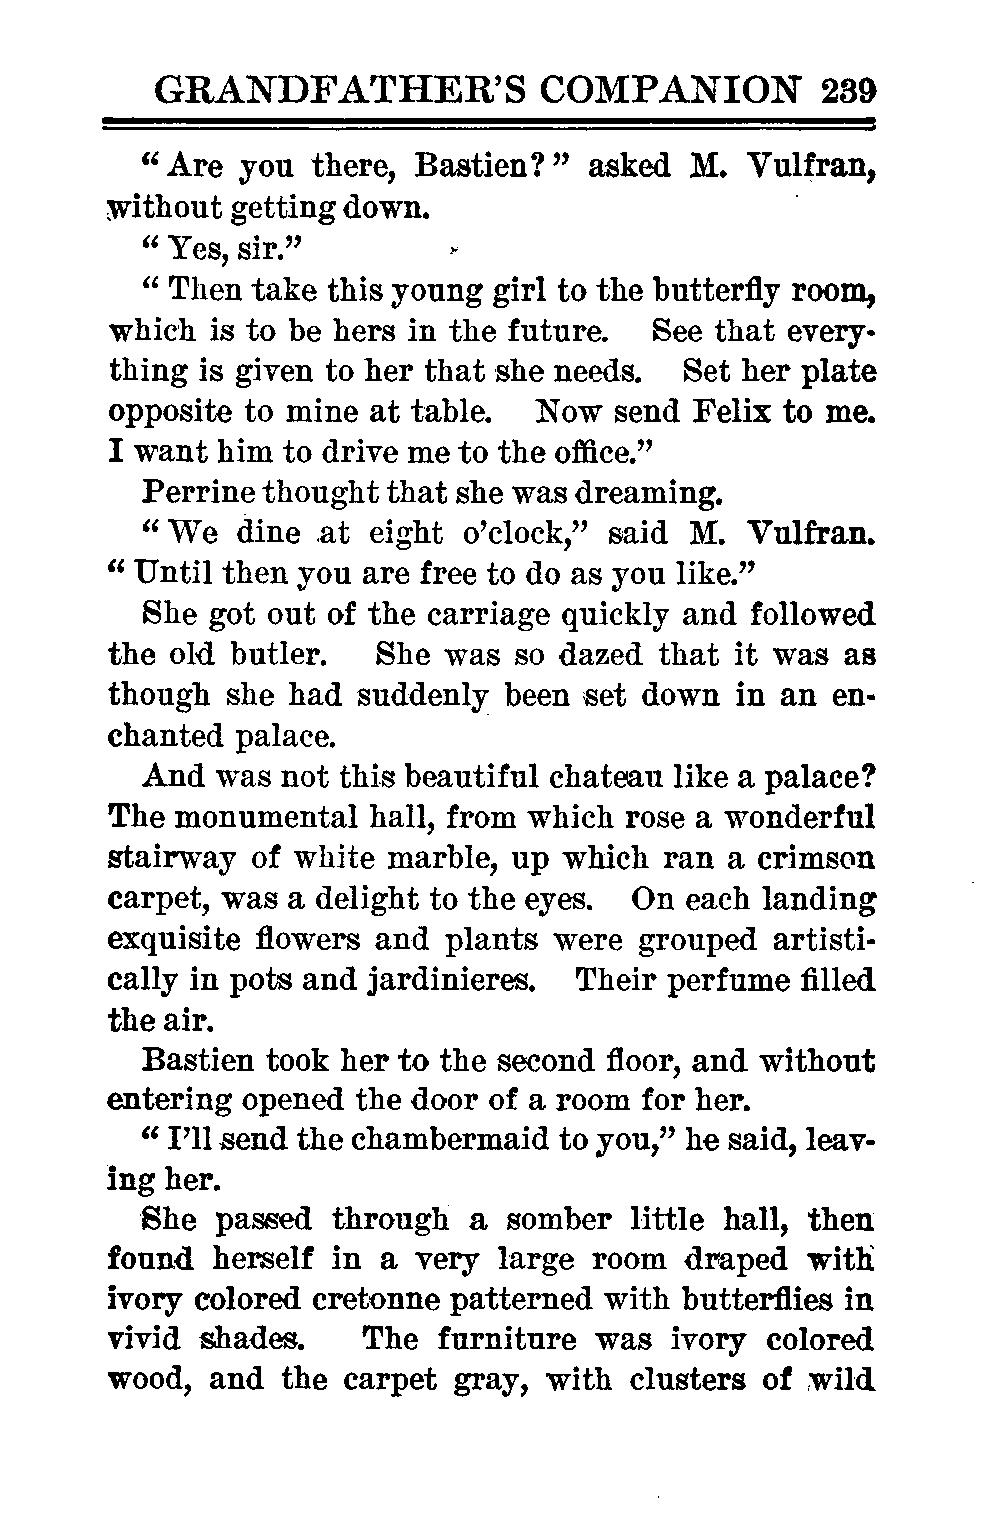 GRANDFATHER'S COMPANION 239
“ Are you there, Bastien? ” asked M. Vulfran,
without getting down.
“ Yes, sir.”
“ Then take this young girl to the butterfly room,
which is to be hers in the future. See that every-
thing is given to her that she needs. Set her plate
opposite to mine at table. Now send Felix to me.
I want him to drive me to the office.”
Perrine thought that she was dreaming.
“ We dine at eight o’clock,” said M. Vulfran.
“ Until then you are free to do as you like.”
She got out of the carriage quickly and followed
the old butler. She was so dazed that it was as
though she had suddenly been set down in an en-
chanted palace.
And was not this beautiful chateau like a palace?
The monumental hall, from which rose a wonderful
stairway of white marble, up which ran a crimson
carpet, was a delight to the eyes. On each landing
exquisite flowers and plants were grouped artisti-
cally in pots and jardinieres. Their perfume filled
the air.
Bastien took her to the second floor, and without
entering opened the door of a room for her.
“ I’ll send the chambermaid to you,” he said, leav-
ing her.
She passed through a somber little hall, then
found herself in a very large room draped with
ivory colored cretonne patterned with butterflies in
vivid shades. The furniture was ivory colored
wood, and the carpet gray, with clusters of wild